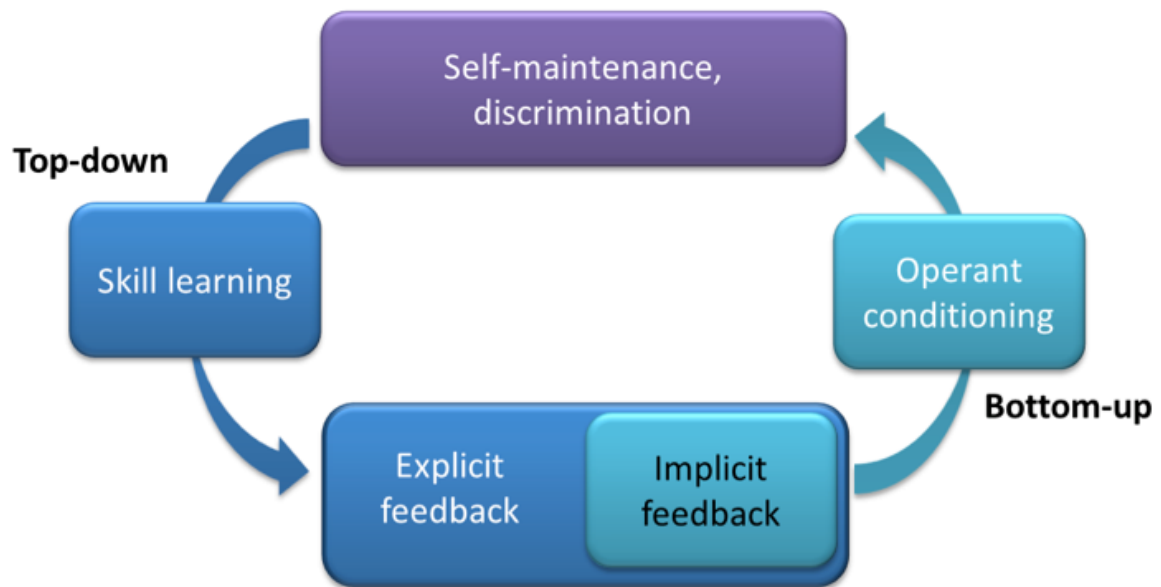 Self-maintenance,
discrimination
Top-down
Skill learning
Operant
conditioning
Bottom-up
Explicit
feedback
Implicit
feedback